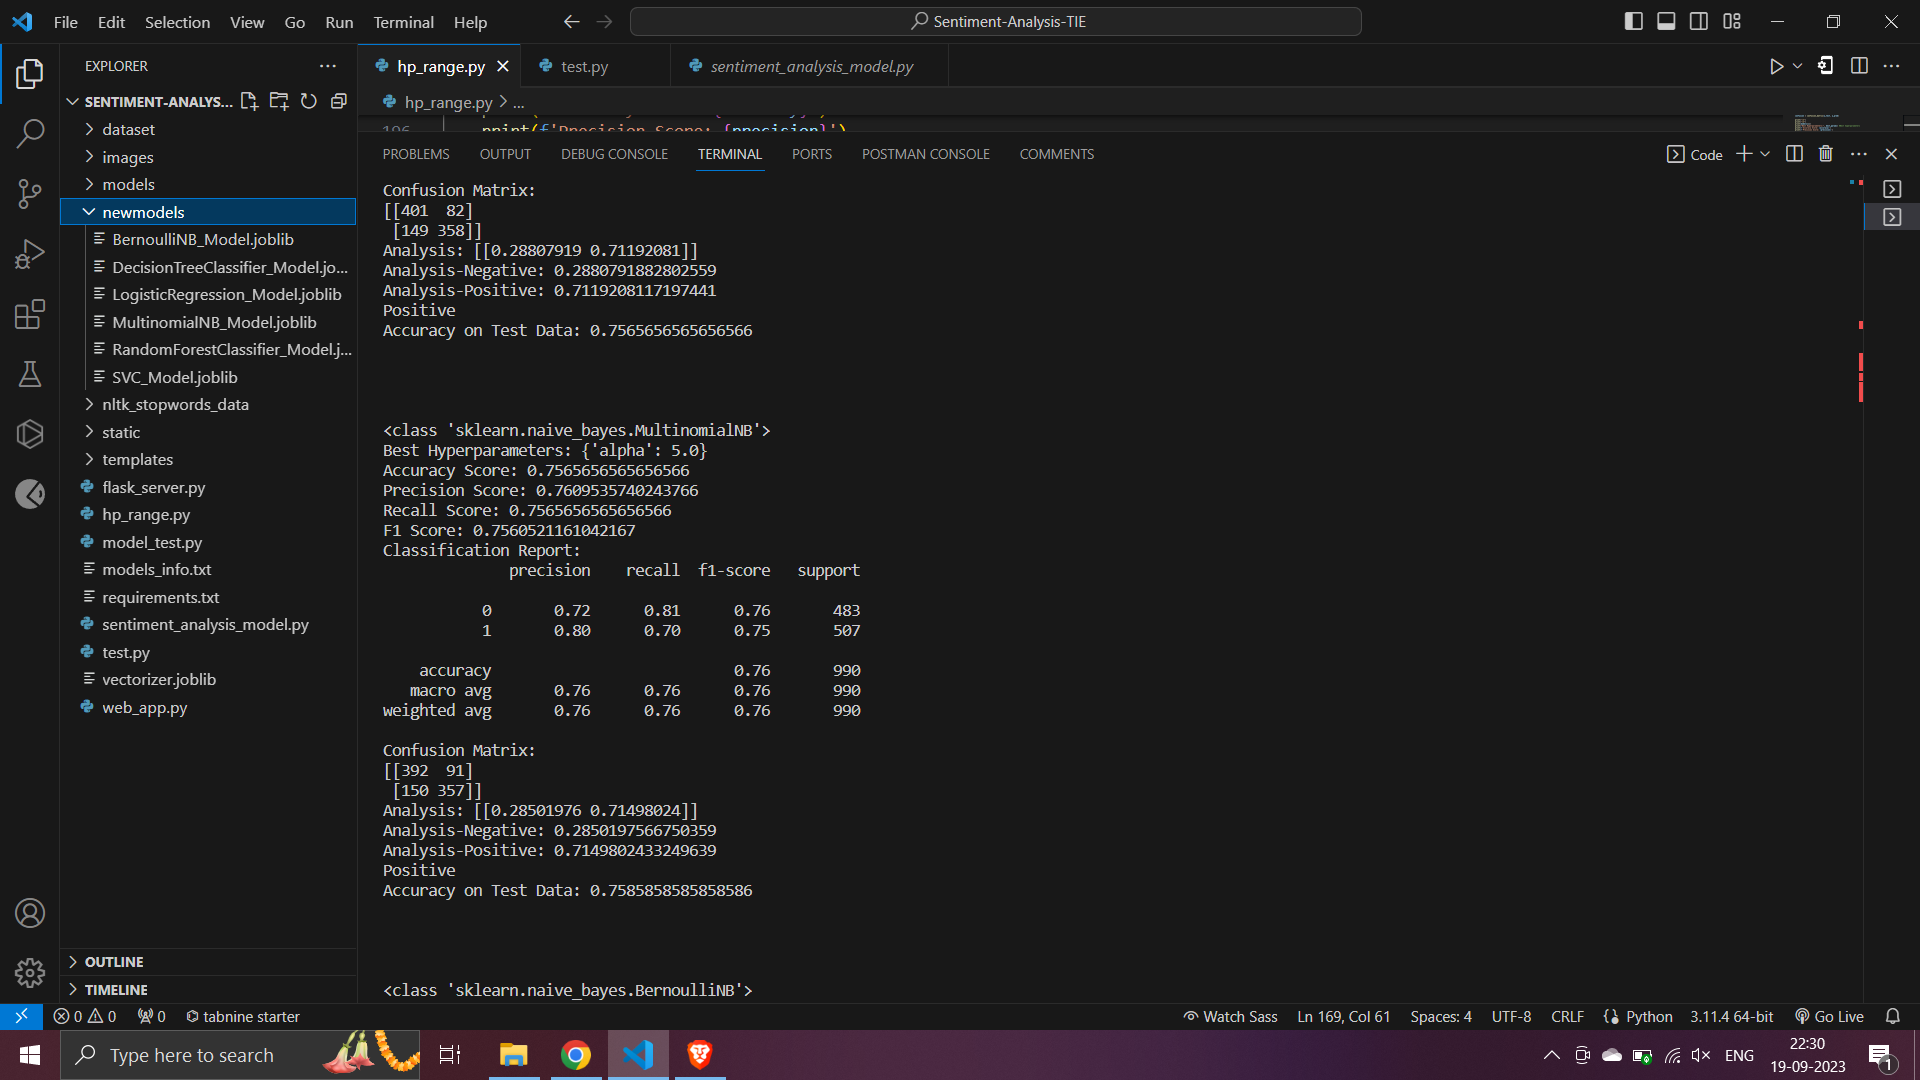 File Edit Selection View Go Run Terminal Help
Sentiment-Analysis-TIE
EXPLORER
SENTIMENT-ANALYS...
dataset
images
models
newmodels
BernoulliNB_Model.joblib
DecisionTreeClassifier_Model.jo...
LogisticRegression_Model.joblib
MultinomialNB_Model.joblib
RandomForestClassifier_Model.j...
SVC_Model.joblib
nltk_stopwords_data
static
templates
flask_server.py
hp_range.py
model_test.py
models_info.txt
requirements.txt
sentiment_analysis_model.py
test.py
vectorizer.joblib
web_app.py
OUTLINE
TIMELINE
hp_range.py test.py sentiment_analysis_model.py
hp_range.py > ...
106 print(f'Precision Score: {precision}')
PROBLEMS OUTPUT DEBUG CONSOLE TERMINAL PORTS POSTMAN CONSOLE COMMENTS
Code
Confusion Matrix:
[[401  82]
 [149 358]]
Analysis: [[0.28807919 0.71192081]]
Analysis-Negative: 0.2880791882802559
Analysis-Positive: 0.7119208117197441
Positive
Accuracy on Test Data: 0.7565656565656566
<class 'sklearn.naive_bayes.MultinomialNB'>
Best Hyperparameters: {'alpha': 5.0}
Accuracy Score: 0.7565656565656566
Precision Score: 0.7609535740243766
Recall Score: 0.7565656565656566
F1 Score: 0.7560521161042167
Classification Report:
precision recall f1-score support
0 0.72 0.81 0.76 483
1 0.80 0.70 0.75 507
accuracy 0.76 990
macro avg 0.76 0.76 0.76 990
weighted avg 0.76 0.76 0.76 990
Confusion Matrix:
[[392  91]
 [150 357]]
Analysis: [[0.28501976 0.71498024]]
Analysis-Negative: 0.2850197566750359
Analysis-Positive: 0.7149802433249639
Positive
Accuracy on Test Data: 0.7585858585858586
<class 'sklearn.naive_bayes.BernoulliNB'>
0 0 0 tabnine starter
Watch Sass Ln 169, Col 61 Spaces: 4 UTF-8 CRLF Python 3.11.4 64-bit Go Live
Type here to search
ENG
22:30
19-09-2023
1